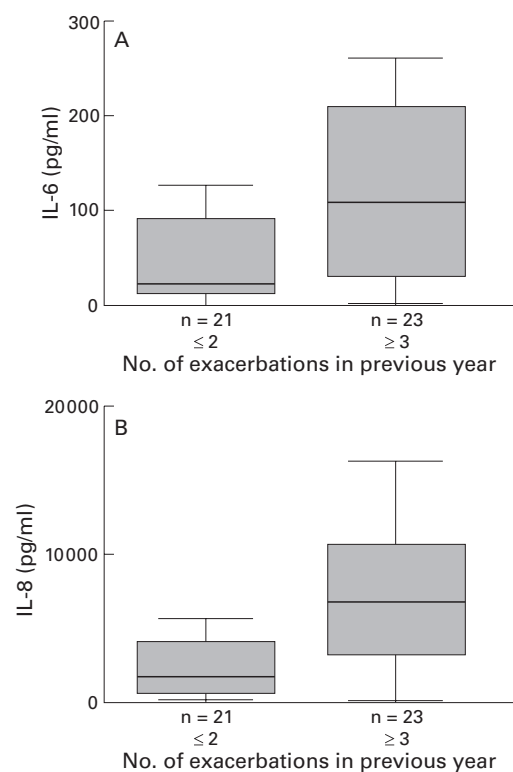 A
300
200
100
0
IL-6 (pg/ml)
n = 21
n = 23
≤ 2
≥ 3
No. of exacerbations in previous year
B
20000
10000
0
IL-8 (pg/ml)
n = 21
n = 23
≤ 2
≥ 3
No. of exacerbations in previous year